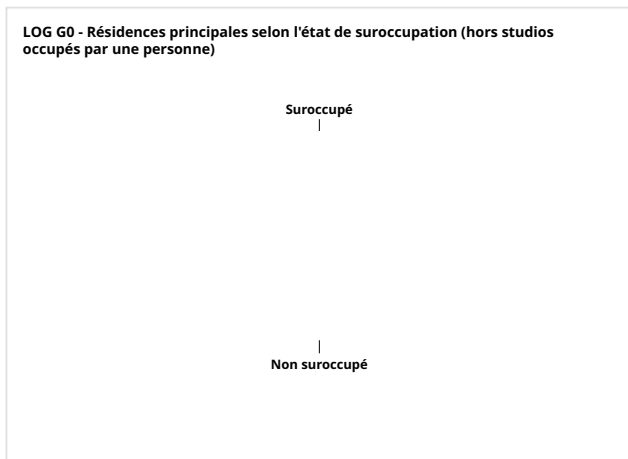 LOG G0 - Résidences principales selon l'état de suroccupation (hors studios
occupés par une personne)
Suroccupé
Non suroccupé